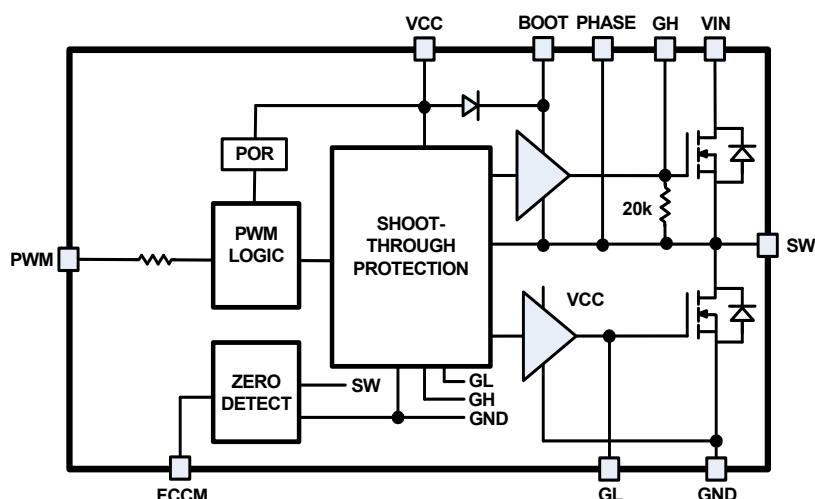 VCC
BOOT
PHASE
GH
VIN
POR
PWM
LOGIC
SHOOT-
THROUGH
PROTECTION
20k
PWM
SW
VCC
ZERO
DETECT
SW
GL
GH
GND
FCCM
GL
GND